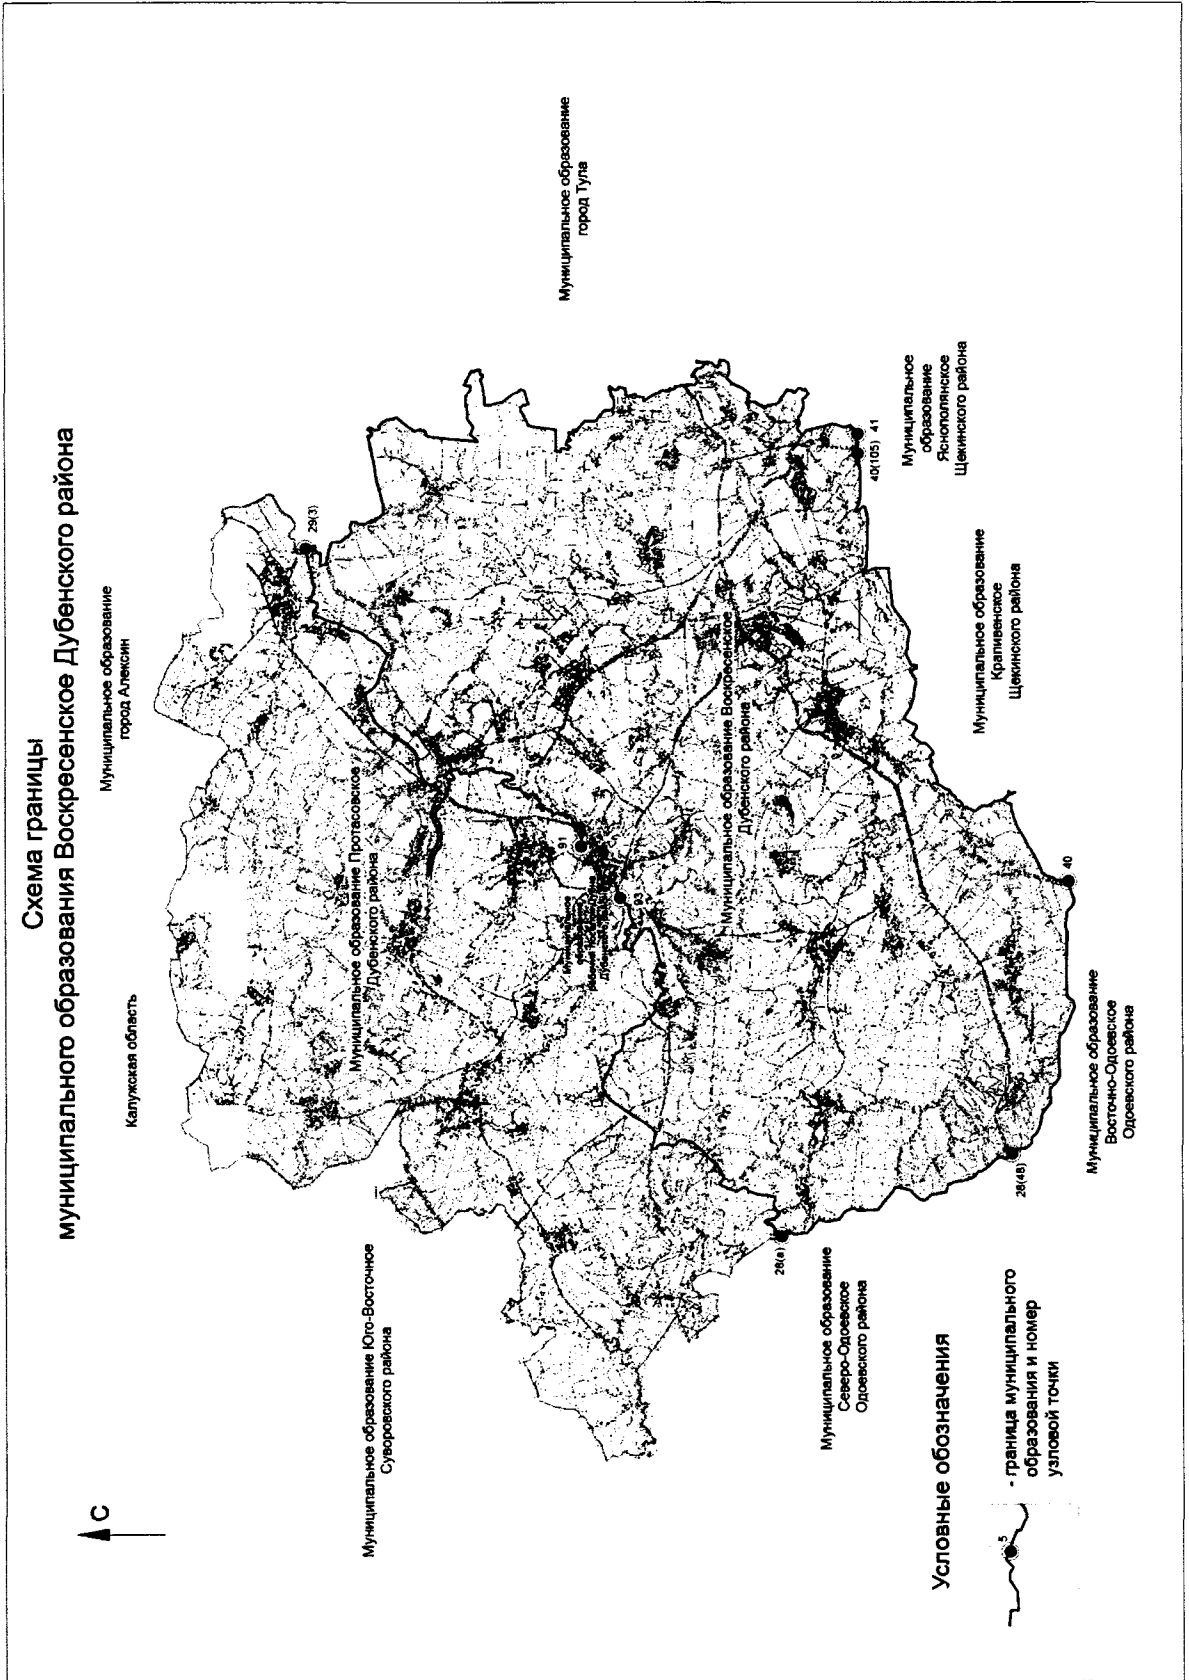 Схема границы
муниципального образования Воскресенское Дубенского района
С
Калужская область
Муниципальное образование
город Алексин
Муниципальное образование Юго-Восточное
Суворовского района
29(3)
Муниципальное образование
город Тула
Муниципальное образование Протасовское
Дубенского района
91
93
Муниципальное образование Воскресенское
Дубенского района
28(в)
Муниципальное образование
Северо-Одоевское
Одоевского района
40(105)
41
Муниципальное
образование
Яснополянское
Щекинского района
Муниципальное образование
Крапивенское
Щекинского района
28(48)
40
Муниципальное образование
Восточно-Одоевское
Одоевского района
Условные обозначения
5
- граница муниципального
образования и номер
узловой точки